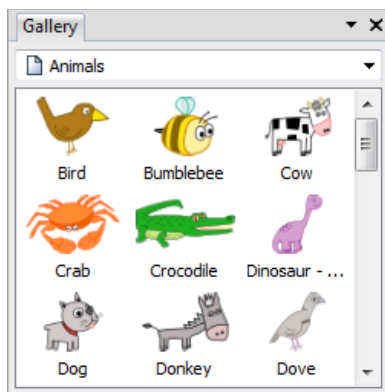 Gallery
Animals
Bird Bumblebee Cow
Crab Crocodile Dinosaur - ...
Dog Donkey Dove